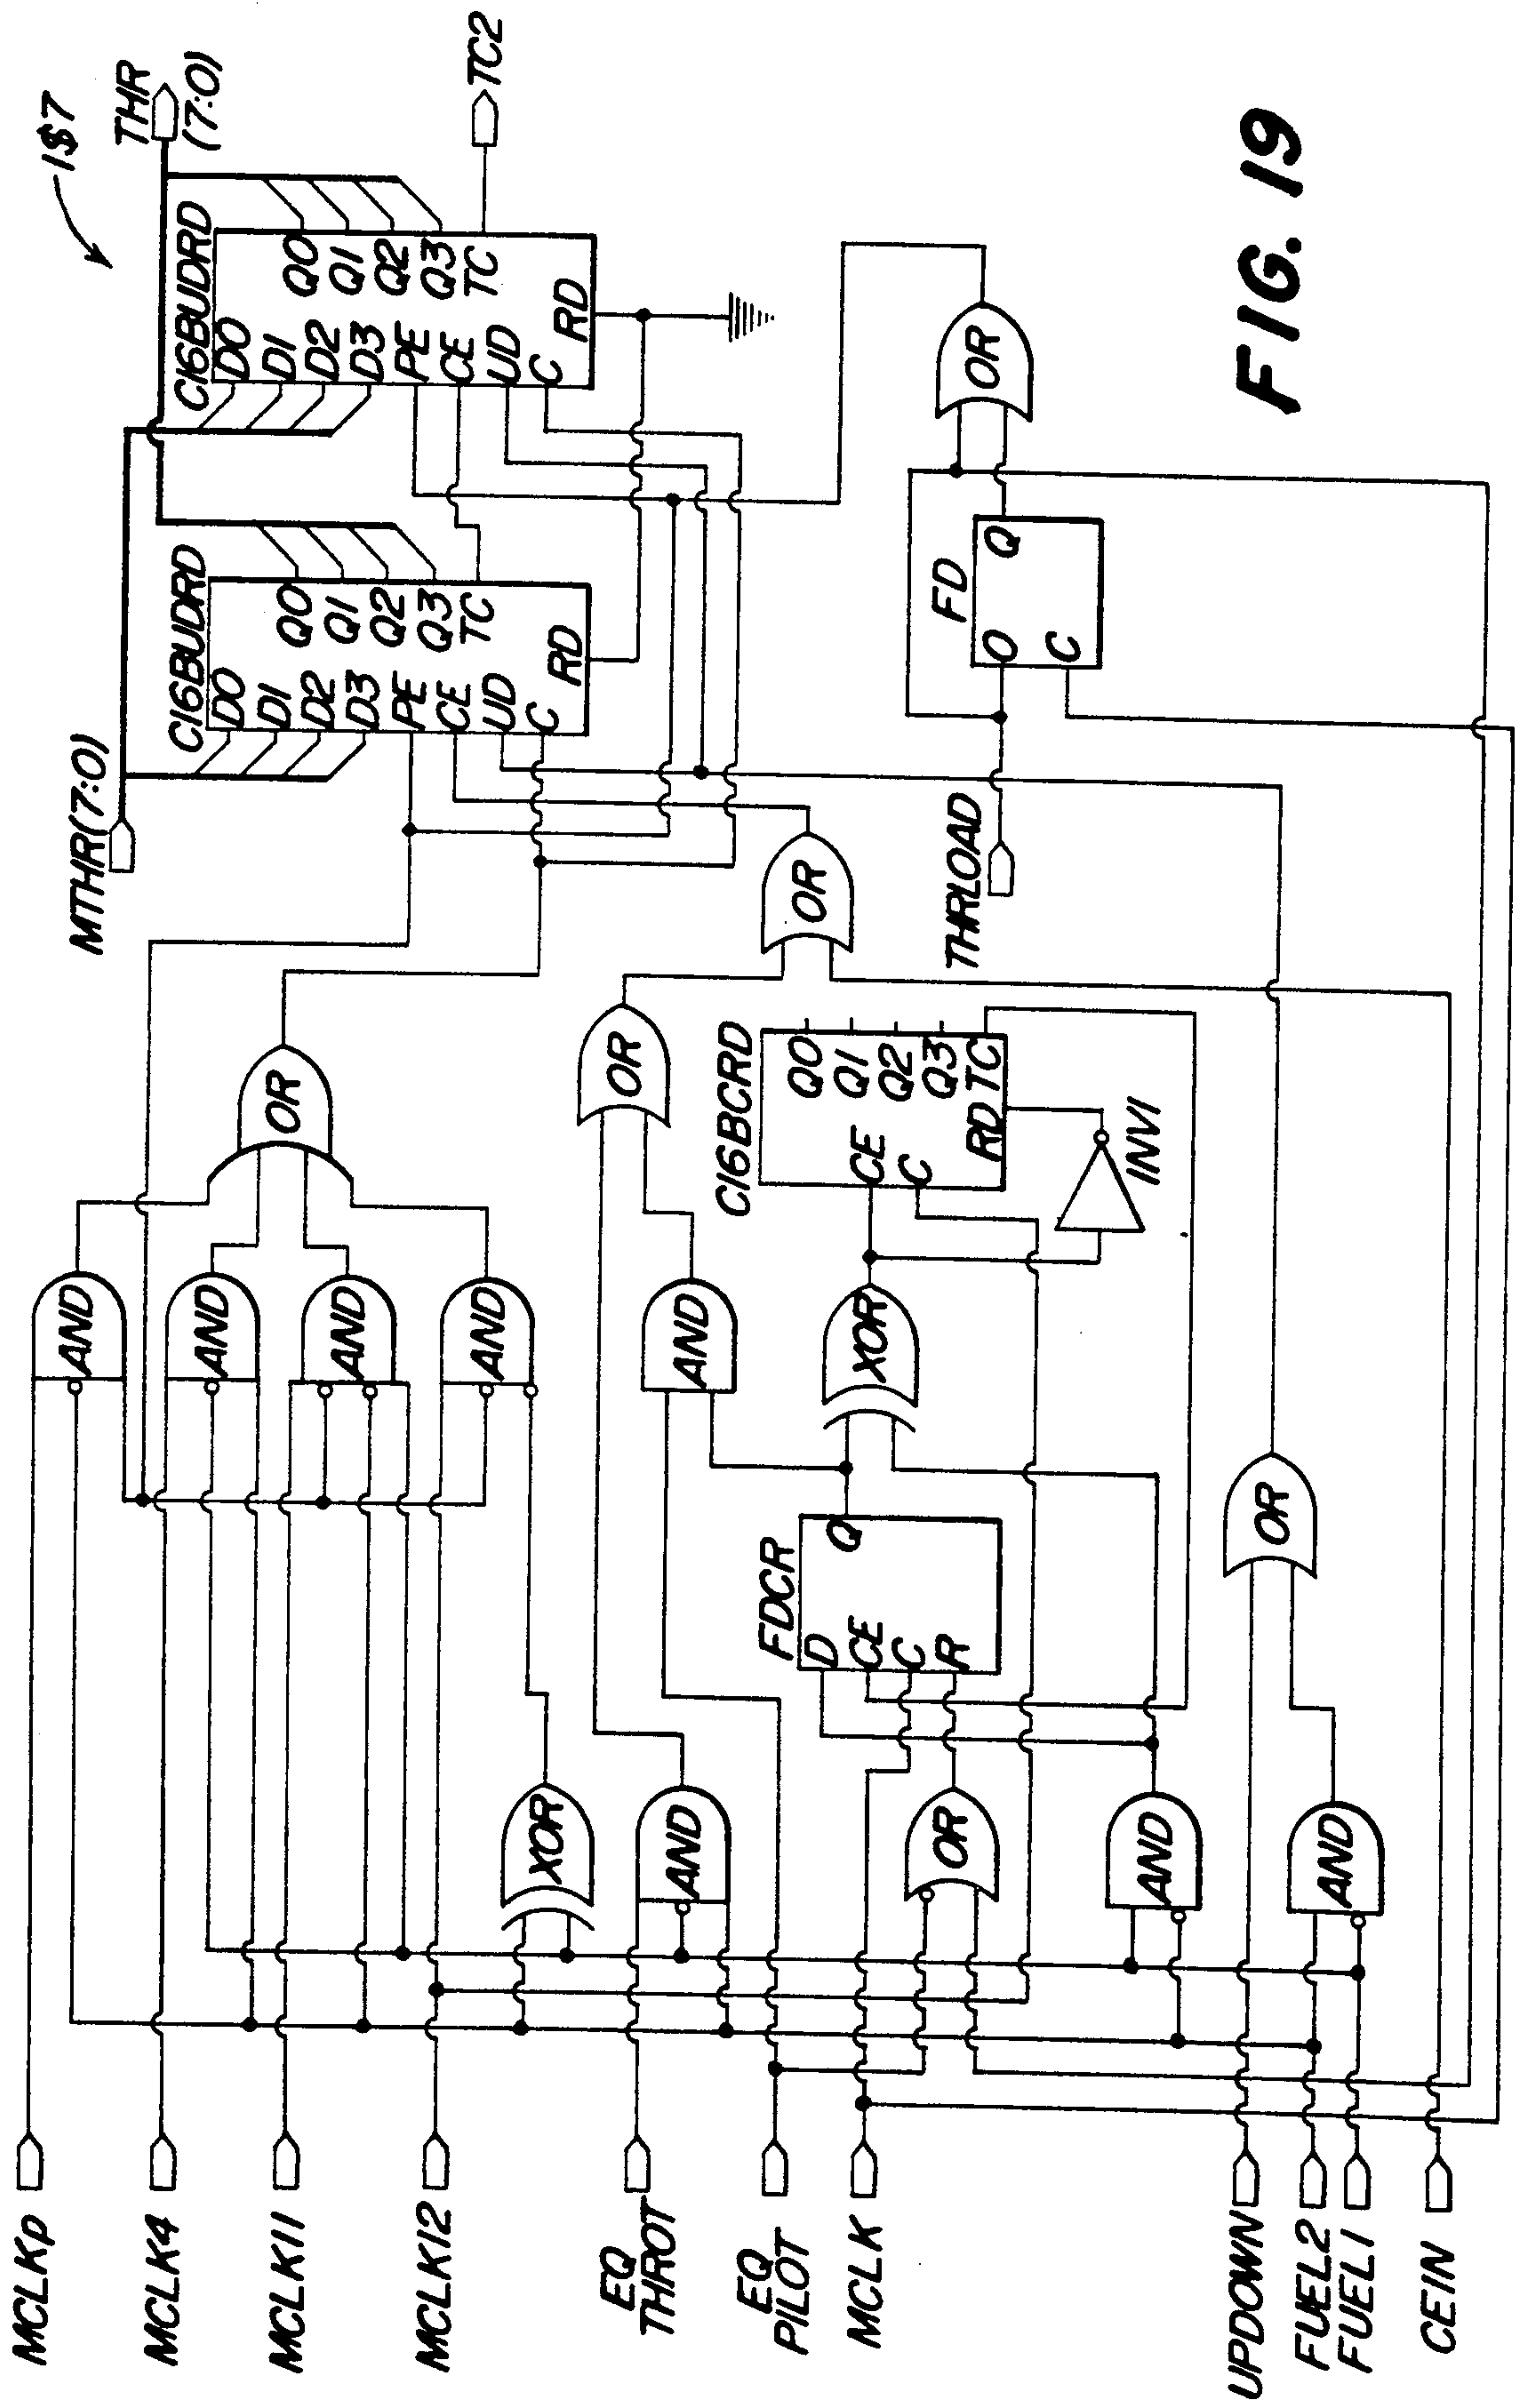 1$7
THR
(7:0)
TC2
MTHR(7:0)
C16BUDRD
D0
D1
D2
D3
PE
CE
UD
C
Q0
Q1
Q2
Q3
TC
RD
C16BUDRD
D0
D1
D2
D3
PE
CE
UD
C
Q0
Q1
Q2
Q3
TC
RD
MCLKp
MCLK4
MCLK11
MCLK12
EQ
THROT
EQ
PILOT
MCLK
UPDOWN
FUEL2
FUEL1
CEIN
AND
AND
AND
AND
OR
XOR
AND
AND
OR
OR
OR
AND
AND
OR
FDCR
D
CE
C
R
Q
XOR
C16BCRD
CE
C
Q0
Q1
Q2
Q3
TC
RD
INV1
THRLOAD
FD
O
C
Q
OR
FIG. 19